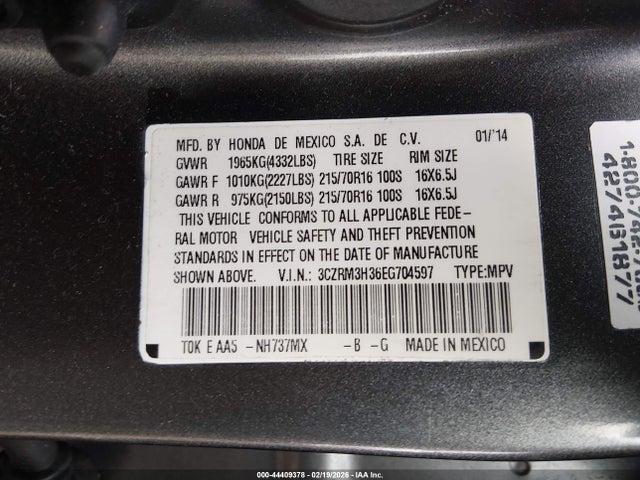 MFD. BY HONDA DE MEXICO S.A. DE C.V. 01/'14
GVWR 1965KG(4332LBS) TIRE SIZE RIM SIZE
GAWR F 1010KG(2227LBS) 215/70R16 100S 16X6.5J
GAWR R 975KG(2150LBS) 215/70R16 100S 16X6.5J
THIS VEHICLE CONFORMS TO ALL APPLICABLE FEDE-
RAL MOTOR VEHICLE SAFETY AND THEFT PREVENTION
STANDARDS IN EFFECT ON THE DATE OF MANUFACTURE
SHOWN ABOVE. V.I.N.: 3CZRM3H36EG704597 TYPE:MPV
T0K E AA5 -NH737MX -B -G MADE IN MEXICO
42741B1877
000-44409378 - 02/19/2026 - IAA Inc.